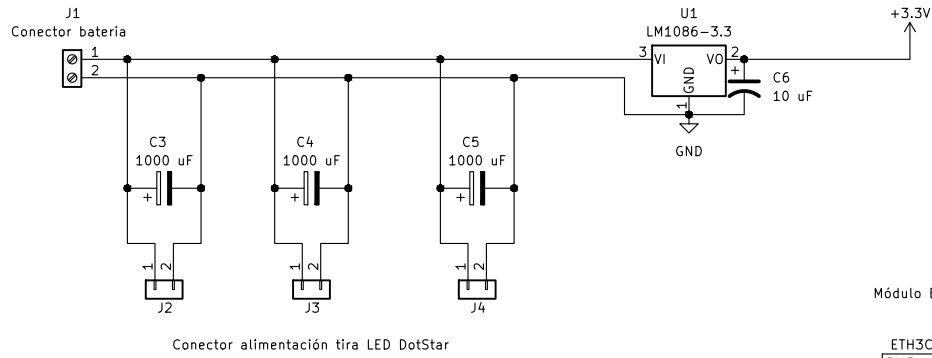 J1
Conector bateria
1
2
U1
LM1086-3.3
3 VI VO 2
GND
1
+3.3V
+
C6
10 uF
GND
C3
1000 uF
+
C4
1000 uF
+
C5
1000 uF
+
1 2
J2
1 2
J3
1 2
J4
Módulo
Conector alimentación tira LED DotStar
ETH3C